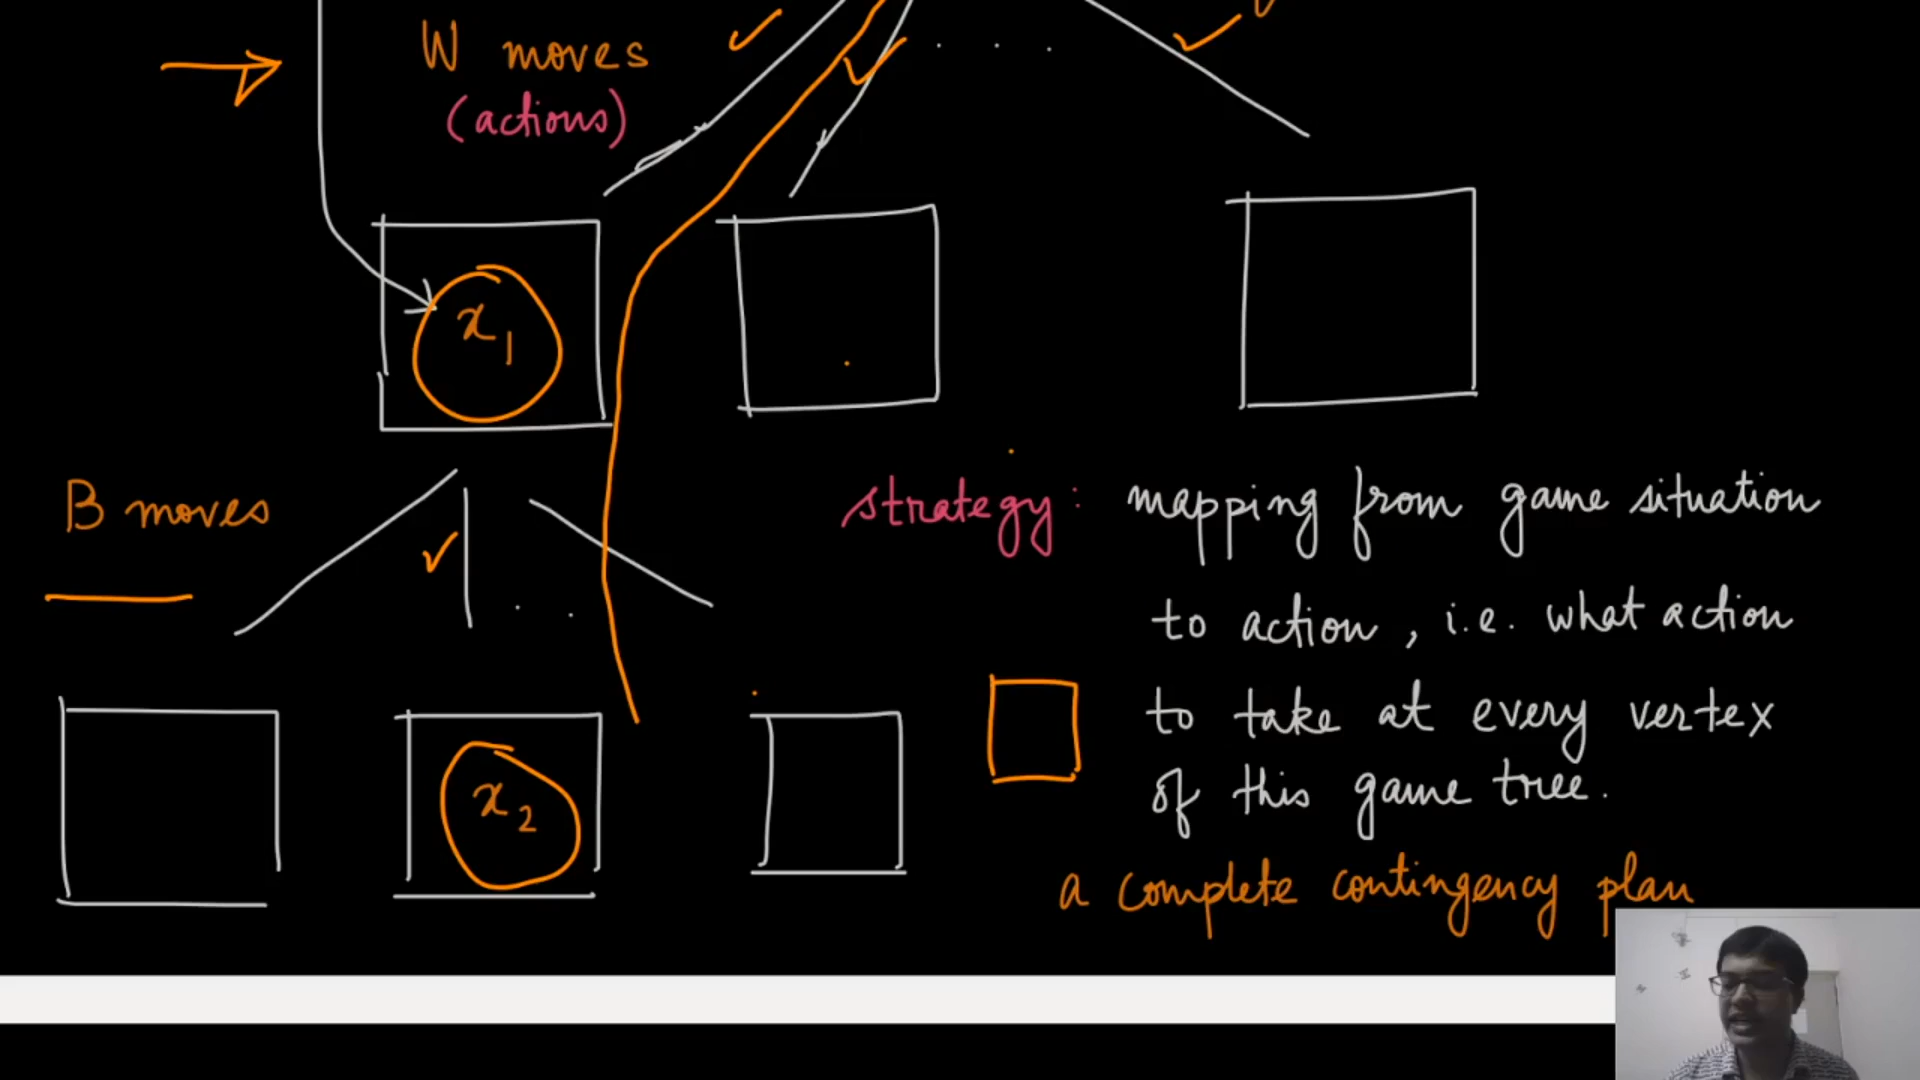 W moves
(actions)
x1
B moves
strategy: mapping from game situation
to action, i.e. what action
to take at every vertex
of this game tree.
x2
a complete contingency plan